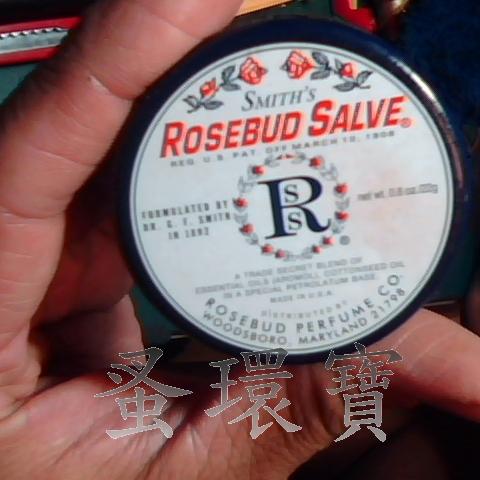 SMITH'S
ROSEBUD SALVE®
REG. U.S. PAT. OFF MARCH 10, 1908
FORMULATED BY
DR. G. F. SMITH
IN 1892
RSS®
net wt. 0.8 oz.
A TRADE SECRET BLEND OF
ESSENTIAL OILS COTTONSEED OIL
IN A SPECIAL PETROLATUM BASE.
MADE IN U.S.A.
DISTRIBUTED BY
ROSEBUD PERFUME CO.
WOODSBORO, MARYLAND 21798
蚤環寶